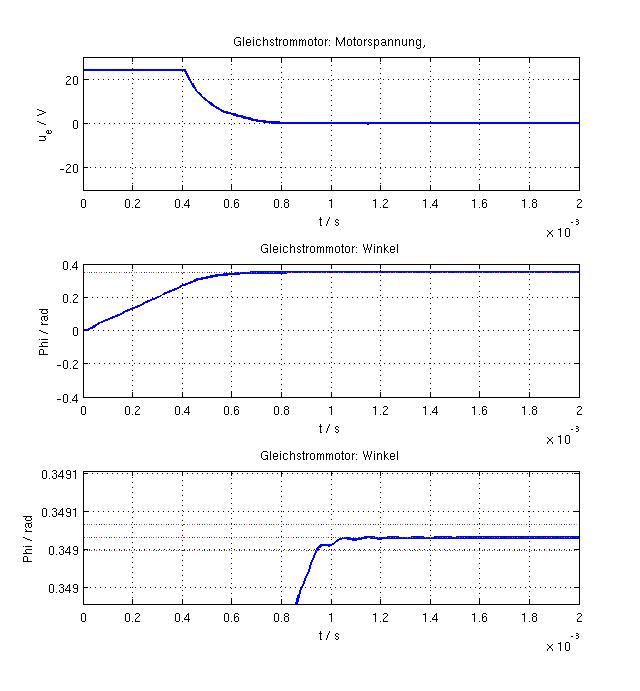 Gleichstrommotor: Motorspannung,
20
0
-20
u_e / V
0 0.2 0.4 0.6 0.8 1 1.2 1.4 1.6 1.8 2
t / s
x 10^-3
Gleichstrommotor: Winkel
0.4
0.2
0
-0.2
-0.4
Phi / rad
0 0.2 0.4 0.6 0.8 1 1.2 1.4 1.6 1.8 2
t / s
x 10^-3
Gleichstrommotor: Winkel
0.3491
0.3491
0.349
0.349
Phi / rad
0 0.2 0.4 0.6 0.8 1 1.2 1.4 1.6 1.8 2
t / s
x 10^-3